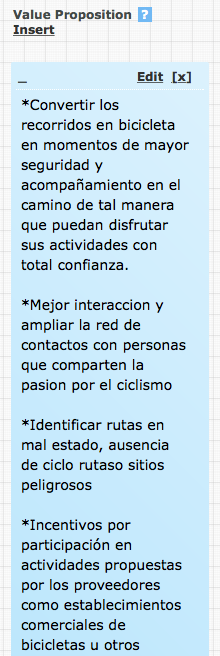 Value Proposition ?
Insert
_ Edit [x]
*Convertir los
recorridos en bicicleta
en momentos de mayor
seguridad y
acompañamiento en el
camino de tal manera
que puedan disfrutar
sus actividades con
total confianza.
*Mejor interaccion y
ampliar la red de
contactos con personas
que comparten la
pasion por el ciclismo
*Identificar rutas en
mal estado, ausencia
de ciclo rutaso sitios
peligrosos
*Incentivos por
participación en
actividades propuestas
por los proveedores
como establecimientos
comerciales de
bicicletas u otros